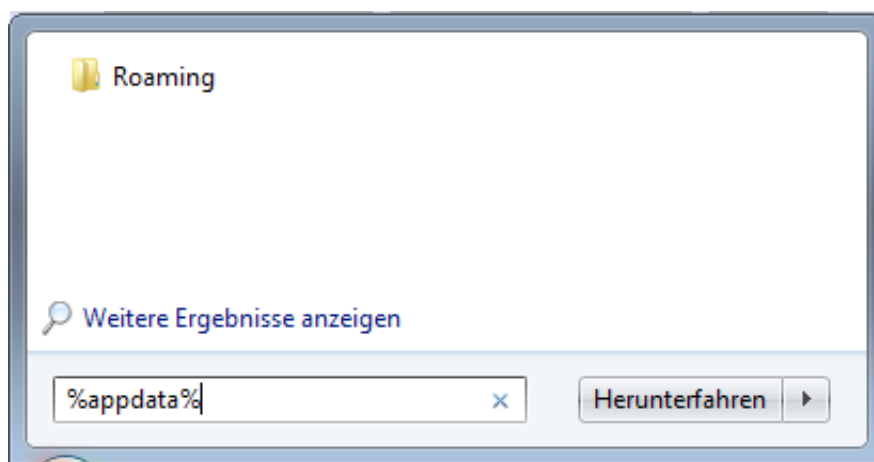 Roaming
Weitere Ergebnisse anzeigen
%appdata%
Herunterfahren